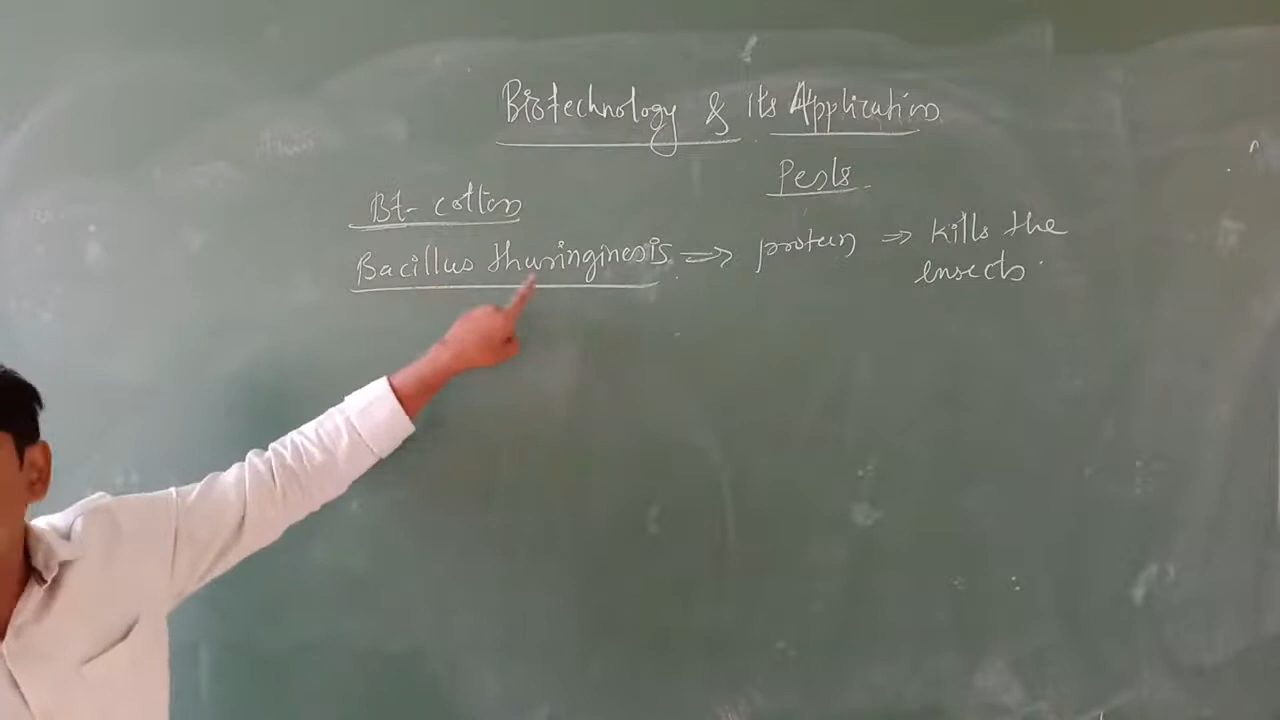 Biotechnology & Its Application
Pests
Bt- cotton
Bacillus thuringinesis => protein => kills the
insects